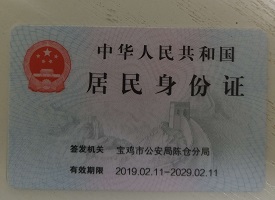 中华人民共和国
居民身份证
签发机关 宝鸡市公安局陈仓分局
有效期限 2019.02.11-2029.02.11